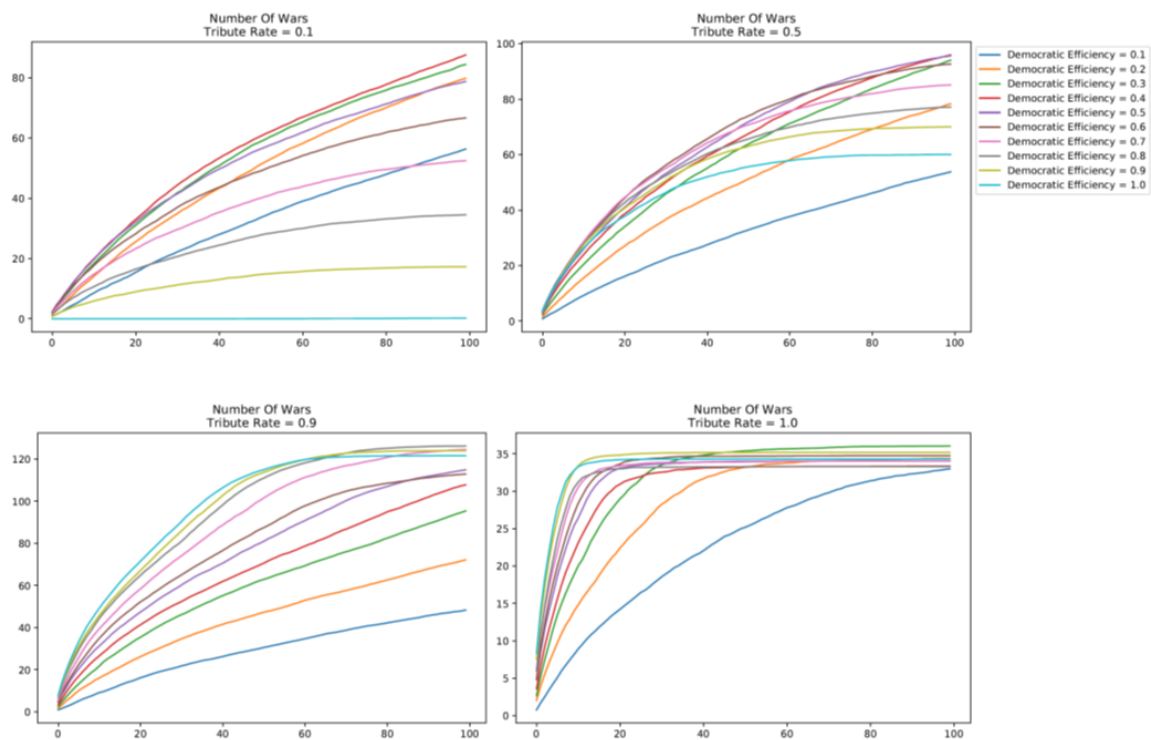 Number Of Wars
Tribute Rate = 0.1
80
60
40
20
0
0 20 40 60 80 100
Number Of Wars
Tribute Rate = 0.5
100
80
60
40
20
0
0 20 40 60 80 100
Democratic Efficiency = 0.1
Democratic Efficiency = 0.2
Democratic Efficiency = 0.3
Democratic Efficiency = 0.4
Democratic Efficiency = 0.5
Democratic Efficiency = 0.6
Democratic Efficiency = 0.7
Democratic Efficiency = 0.8
Democratic Efficiency = 0.9
Democratic Efficiency = 1.0
Number Of Wars
Tribute Rate = 0.9
120
100
80
60
40
20
0
0 20 40 60 80 100
Number Of Wars
Tribute Rate = 1.0
35
30
25
20
15
10
5
0
0 20 40 60 80 100